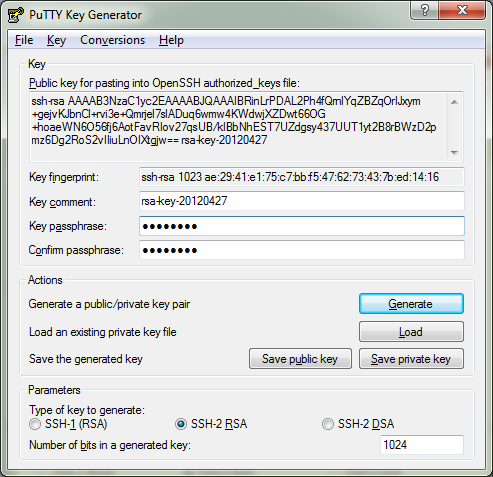 PuTTY Key Generator
File Key Conversions Help
Key
Public key for pasting into OpenSSH authorized_keys file:
ssh-rsa AAAAB3NzaC1yc2EAAAABJQAAAIBRinLrPDAL2Ph4fQmlYqZBZqOrlJxym
+gejvKJbnCl+rvi3e+Qmrjel7slADuq6wmw4KWdwjXZDwt66OG
+hoaeWN6O56fj6AotFavRlov27qsUB/kIBbNhEST7UZdgsy437UUT1yt2B8rBWzD2p
mz6Dg2RoS2vlliuLnOIXtgjw== rsa-key-20120427
Key fingerprint: ssh-rsa 1023 ae:29:41:e1:75:c7:bb:f5:47:62:73:43:7b:ed:14:16
Key comment: rsa-key-20120427
Key passphrase: ●●●●●●●●
Confirm passphrase: ●●●●●●●●
Actions
Generate a public/private key pair Generate
Load an existing private key file Load
Save the generated key Save public key Save private key
Parameters
Type of key to generate:
SSH-1 (RSA) SSH-2 RSA SSH-2 DSA
Number of bits in a generated key: 1024